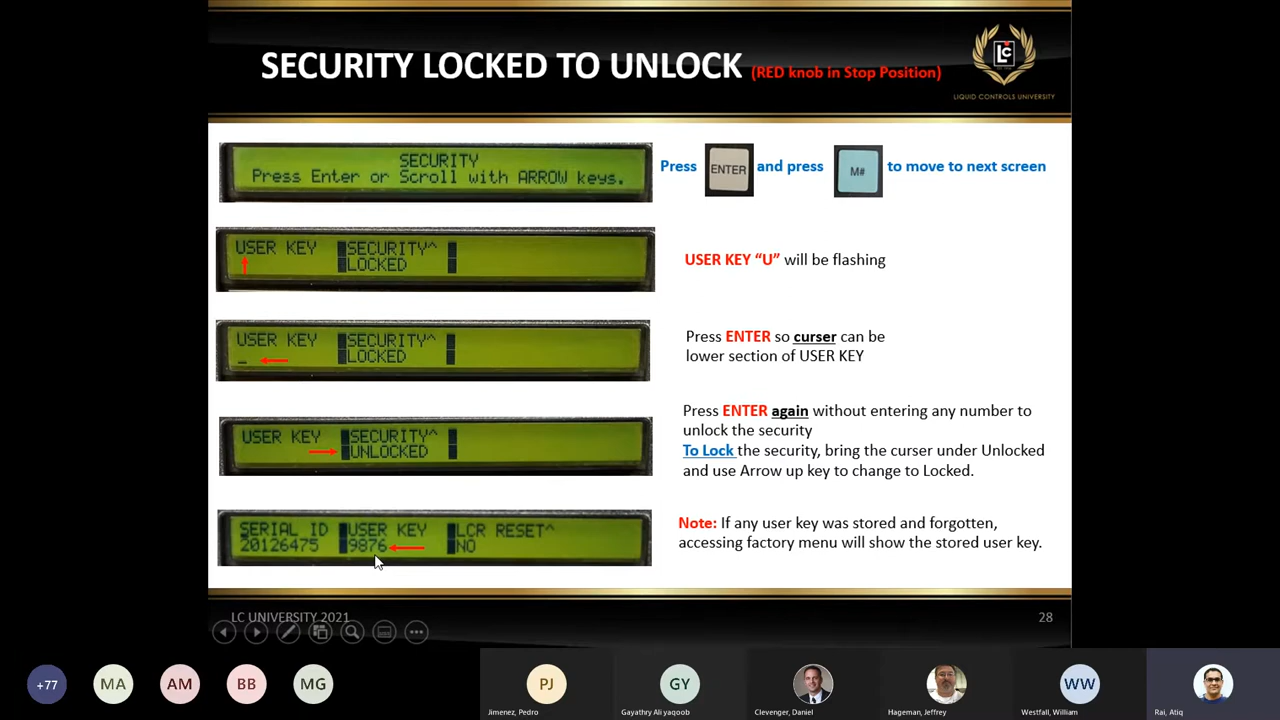 SECURITY LOCKED TO UNLOCK (RED knob in Stop Position)
LC
LIQUID CONTROLS UNIVERSITY
SECURITY
Press Enter or Scroll with ARROW keys.
Press ENTER and press M# to move to next screen
USER KEY SECURITY^
LOCKED
USER KEY "U" will be flashing
USER KEY SECURITY^
_ LOCKED
Press ENTER so curser can be
lower section of USER KEY
USER KEY SECURITY^
UNLOCKED
Press ENTER again without entering any number to
unlock the security
To Lock the security, bring the curser under Unlocked
and use Arrow up key to change to Locked.
SERIAL ID USER KEY LCR RESET^
20126475 9876 NO
Note: If any user key was stored and forgotten,
accessing factory menu will show the stored user key.
LC UNIVERSITY 2021
28
+77
MA
AM
BB
MG
PJ
GY
WW
Jimenez, Pedro
Gayathry Ali yaqoob
Clevenger, Daniel
Hageman, Jeffrey
Westfall, William
Rai, Atiq